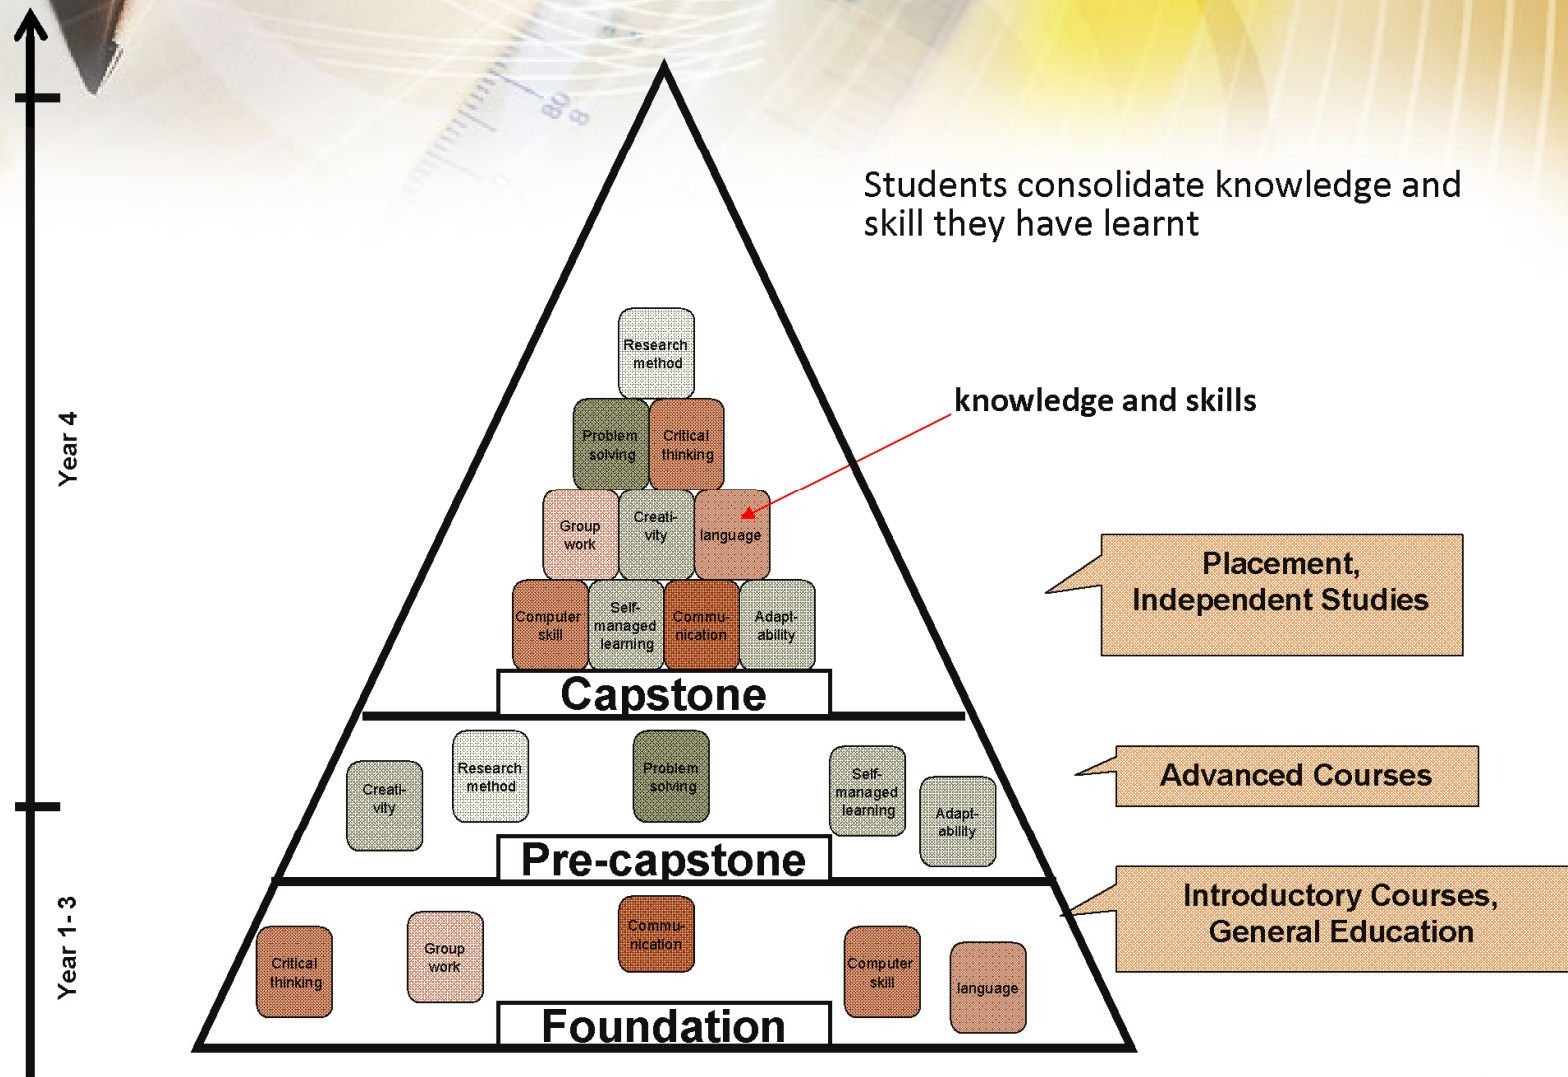 Students consolidate knowledge and
skill they have learnt
Research
method
knowledge and skills
Year 4
Problem
solving
Critical
thinking
Group
work
Creati-
vity
language
Placement,
Independent Studies
Computer
skill
Self-
managed
learning
Commu-
nication
Adapt-
ability
Capstone
Creati-
vity
Research
method
Problem
solving
Self-
managed
learning
Adapt-
ability
Advanced Courses
Pre-capstone
Introductory Courses,
General Education
Year 1-3
Critical
thinking
Group
work
Commu-
nication
Computer
skill
language
Foundation
80
8